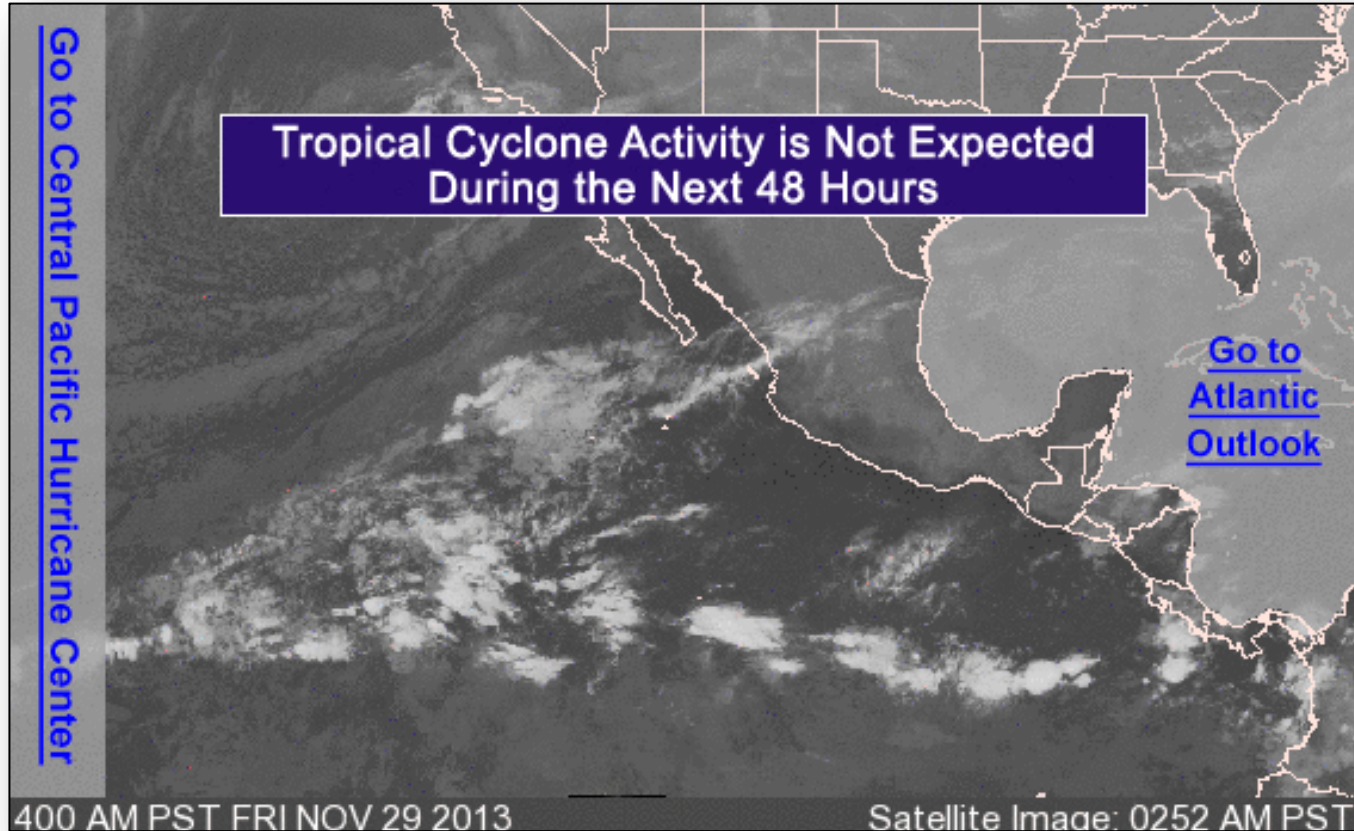 Go to Central Pacific Hurricane Center
Tropical Cyclone Activity is Not Expected
During the Next 48 Hours
Go to
Atlantic
Outlook
400 AM PST FRI NOV 29 2013
Satellite Image: 0252 AM PST